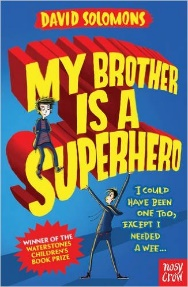 DAVID SOLOMONS
MY BROTHER
IS A
SUPERHERO
I COULD
HAVE BEEN
ONE TOO,
EXCEPT I
NEEDED
A WEE...
WINNER OF THE
WATERSTONES
CHILDREN'S
BOOK PRIZE
nosy
crow